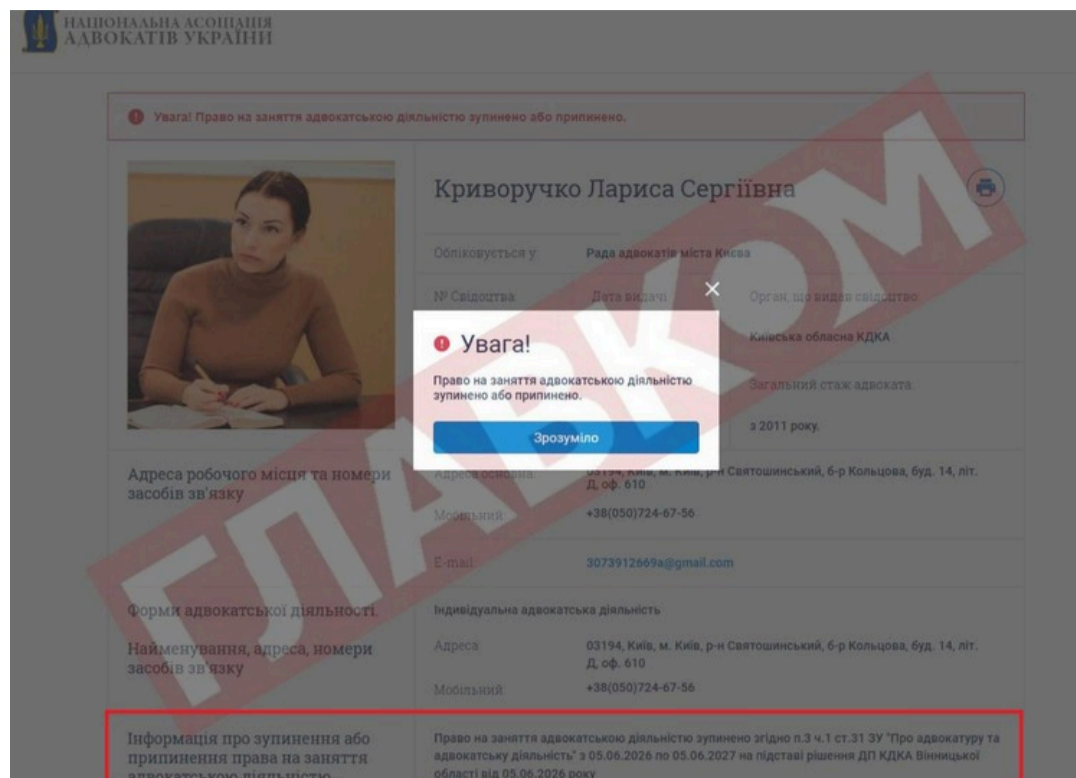 НАЦІОНАЛЬНА АСОЦІАЦІЯ
АДВОКАТІВ УКРАЇНИ
Увага! Право на заняття адвокатською діяльністю зупинено або припинено.
Криворучко Лариса Сергіївна
Обліковується у: Рада адвокатів міста Києва
№ Свідоцтва: Дата видачі: Орган, що видав свідоцтво:
Київська обласна КДКА
Увага!
Право на заняття адвокатською діяльністю
зупинено або припинено.
Зрозуміло
Загальний стаж адвоката:
з 2011 року.
Адреса робочого місця та номери
засобів зв'язку
Адреса основна: 03194, Київ, м. Київ, р-н Святошинський, б-р Кольцова, буд. 14, літ.
Д, оф. 610
Мобільний: +38(050)724-67-56
E-mail: 3073912669a@gmail.com
Форми адвокатської діяльності. Індивідуальна адвокатська діяльність
Найменування, адреса, номери
засобів зв'язку
Адреса: 03194, Київ, м. Київ, р-н Святошинський, б-р Кольцова, буд. 14, літ.
Д, оф. 610
Мобільний: +38(050)724-67-56
Інформація про зупинення або
припинення права на заняття
адвокатською діяльністю
Право на заняття адвокатською діяльністю зупинено згідно п.3 ч.1 ст.31 ЗУ "Про адвокатуру та
адвокатську діяльність" з 05.06.2026 по 05.06.2027 на підставі рішення ДП КДКА Вінницької
області від 05.06.2026 року
ГЛАВКОМ